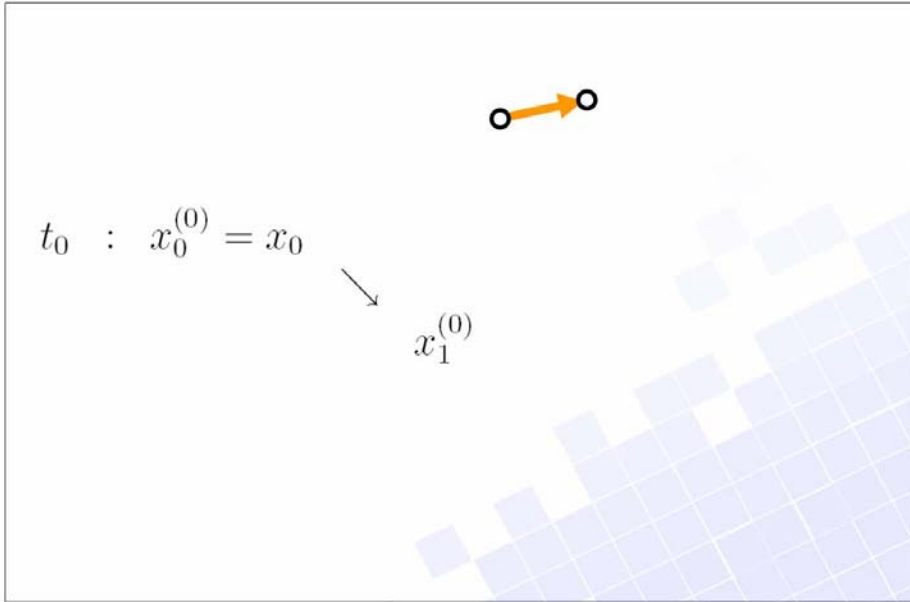 t_0 : x_0^{(0)} = x_0
↘
x_1^{(0)}